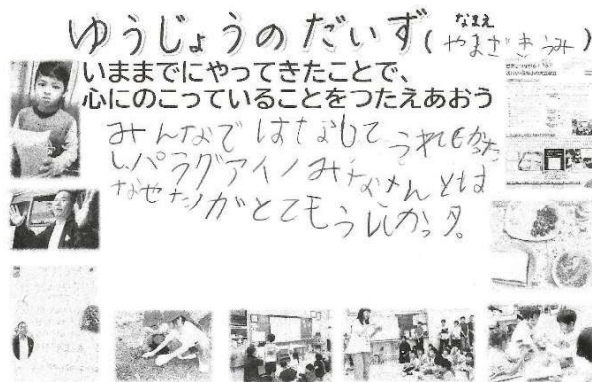 ゆうじょうのだいず(なまえ やまざきうみ)
いままでにやってきたことで、
心にのこっていることをつたえあおう
みんなではなして うれしかった
しパラグアイノみなさんとは
なせたノがとてもうれしかっタ。